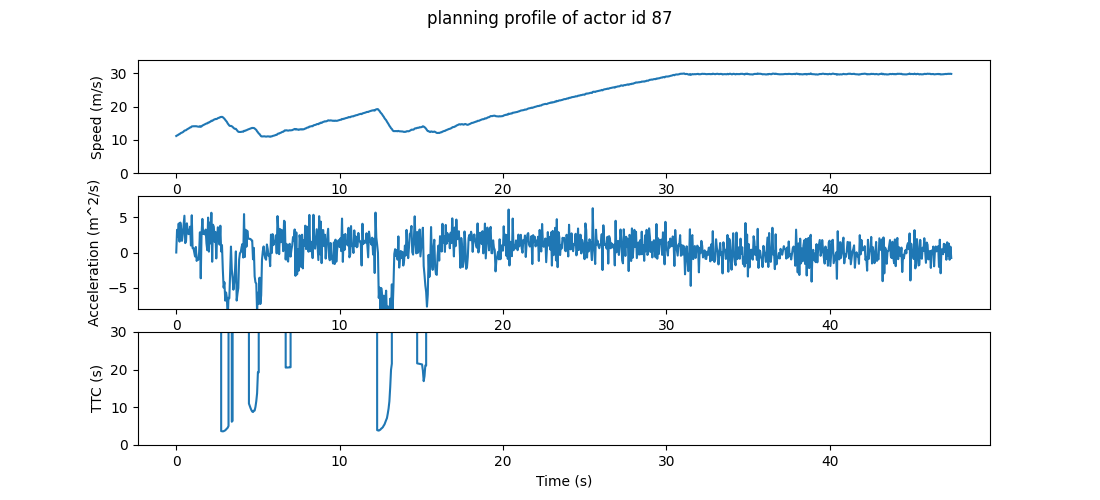 planning profile of actor id 87
Speed (m/s)
30
20
10
0
0 10 20 30 40
Acceleration (m^2/s)
5
0
−5
0 10 20 30 40
TTC (s)
30
20
10
0
0 10 20 30 40
Time (s)